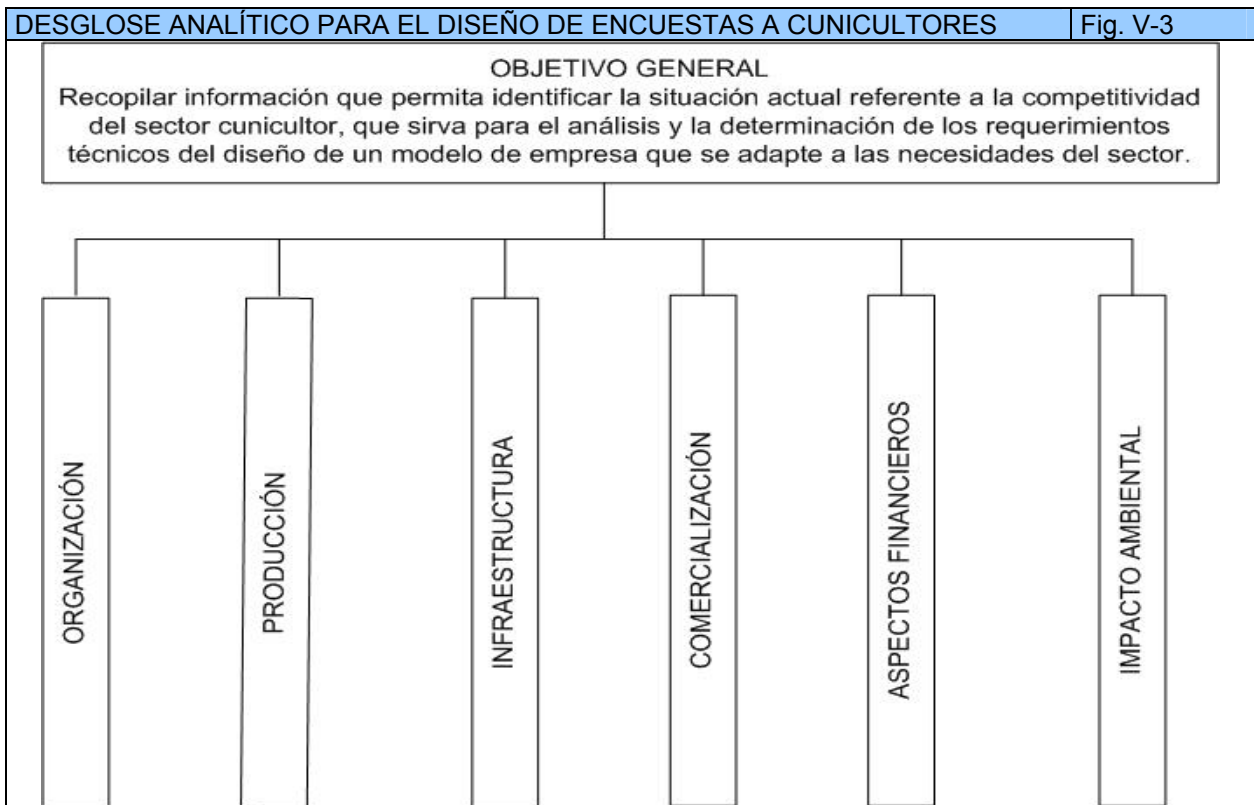 DESGLOSE ANALÍTICO PARA EL DISEÑO DE ENCUESTAS A CUNICULTORES Fig. V-3
OBJETIVO GENERAL
Recopilar información que permita identificar la situación actual referente a la competitividad
del sector cunicultor, que sirva para el análisis y la determinación de los requerimientos
técnicos del diseño de un modelo de empresa que se adapte a las necesidades del sector.
ORGANIZACIÓN
PRODUCCIÓN
INFRAESTRUCTURA
COMERCIALIZACIÓN
ASPECTOS FINANCIEROS
IMPACTO AMBIENTAL